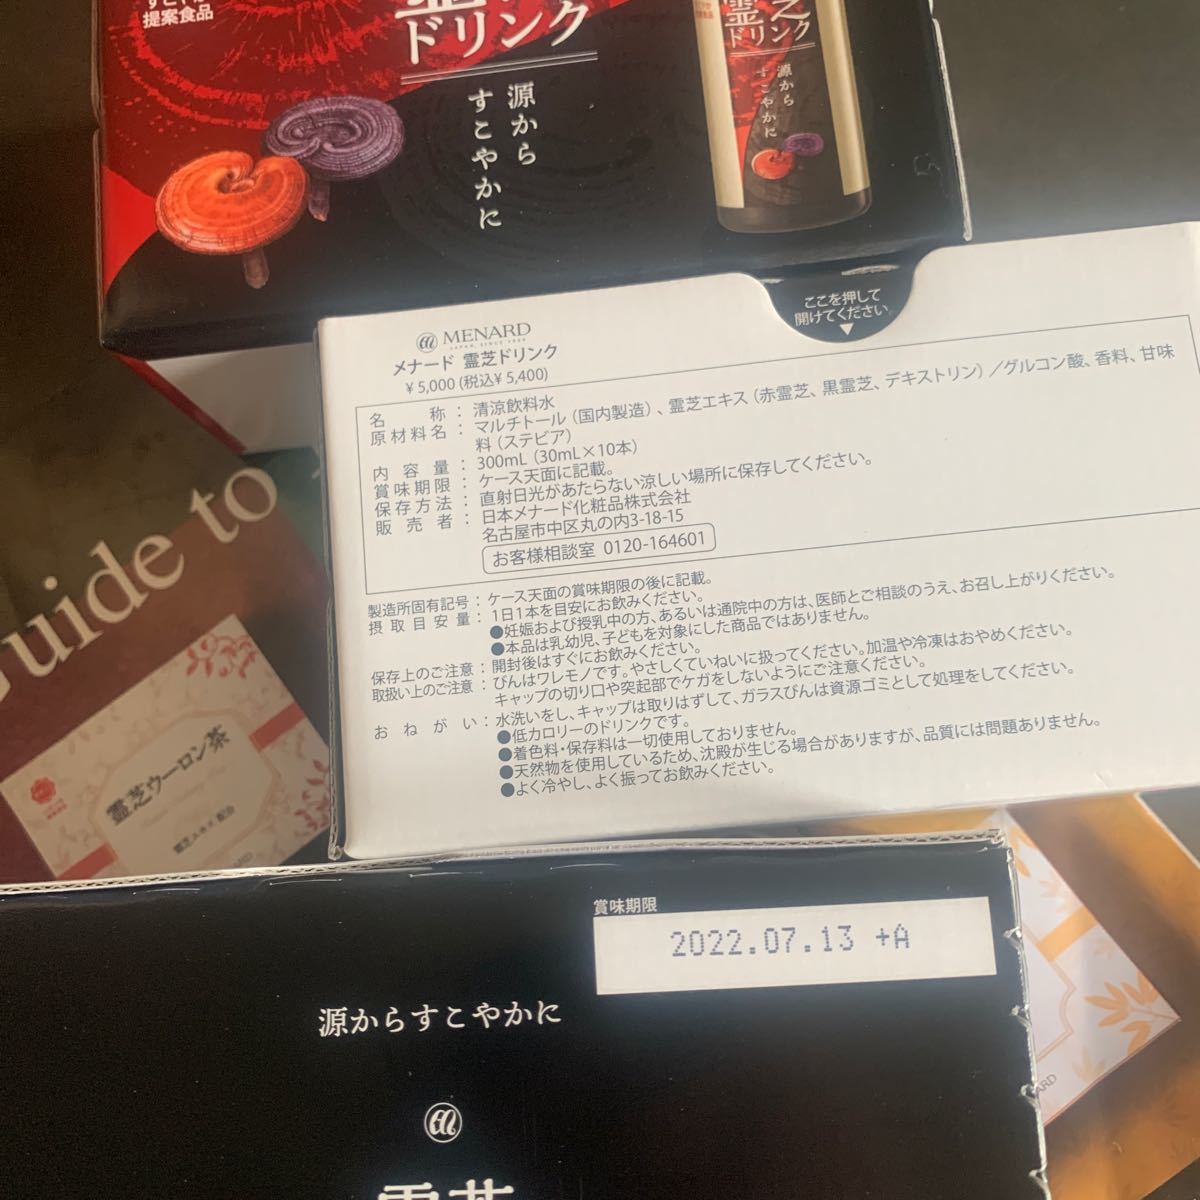 提案食品
ドリンク
源から
すこやかに
ドリンク
源から
すこやかに
ここを押して
開けてください
▼
MENARD
JAPAN, SINCE 1959
メナード 霊芝ドリンク
¥5,000(税込¥5,400)
名称:清涼飲料水
原材料名:マルチトール(国内製造)、霊芝エキス(赤霊芝、黒霊芝、デキストリン)/グルコン酸、香料、甘味
料(ステビア)
内容量:300mL(30mL×10本)
賞味期限:ケース天面に記載。
保存方法:直射日光があたらない涼しい場所に保存してください。
販売者:日本メナード化粧品株式会社
名古屋市中区丸の内3-18-15
お客様相談室 0120-164601
製造所固有記号:ケース天面の賞味期限の後に記載。
摂取目安量:1日1本を目安にお飲みください。
●妊娠および授乳中の方、あるいは通院中の方は、医師とご相談のうえ、お召し上がりください。
●本品は乳幼児、子どもを対象にした商品ではありません。
保存上のご注意:開封後はすぐにお飲みください。
取扱い上のご注意:びんはワレモノです。やさしくていねいに扱ってください。加温や冷凍はおやめください。
キャップの切り口や突起部でケガをしないようにご注意ください。
おねがい:水洗いをし、キャップは取りはずして、ガラスびんは資源ゴミとして処理をしてください。
●低カロリーのドリンクです。
●着色料・保存料は一切使用しておりません。
●天然物を使用しているため、沈殿が生じる場合がありますが、品質には問題ありません。
●よく冷やし、よく振ってお飲みください。
Guide to
霊芝ウーロン茶
霊芝エキス配合
賞味期限
2022.07.13 +A
源からすこやかに
霊芝